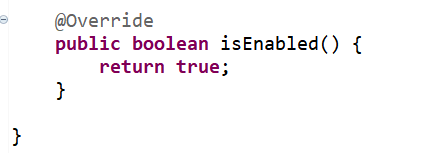 @Override
public boolean isEnabled() {
return true;
}
}